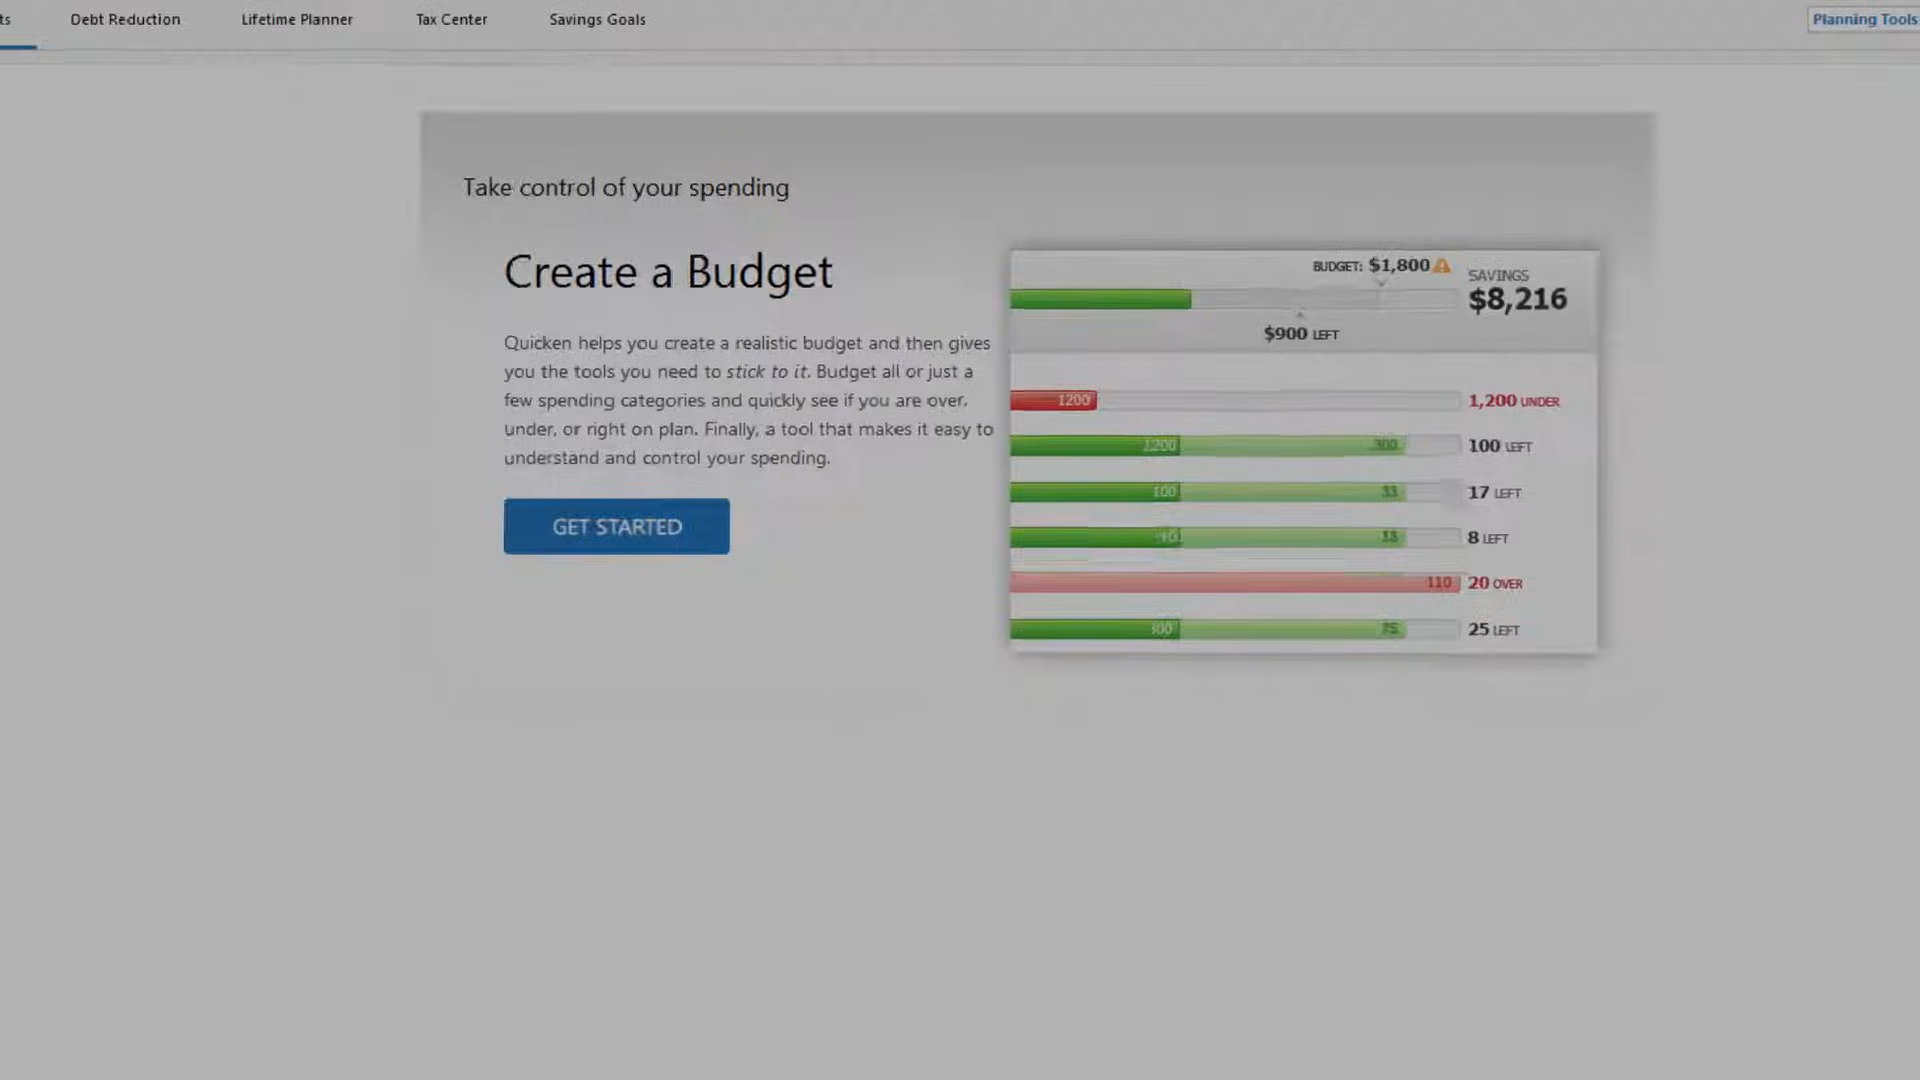 ts Debt Reduction Lifetime Planner Tax Center Savings Goals Planning Tools
Take control of your spending
Create a Budget
Quicken helps you create a realistic budget and then gives
you the tools you need to stick to it. Budget all or just a
few spending categories and quickly see if you are over,
under, or right on plan. Finally, a tool that makes it easy to
understand and control your spending.
GET STARTED
BUDGET: $1,800
SAVINGS
$8,216
$900 LEFT
1200 1,200 UNDER
1,200 300 100 LEFT
100 33 17 LEFT
13 8 LEFT
110 20 OVER
300 75 25 LEFT